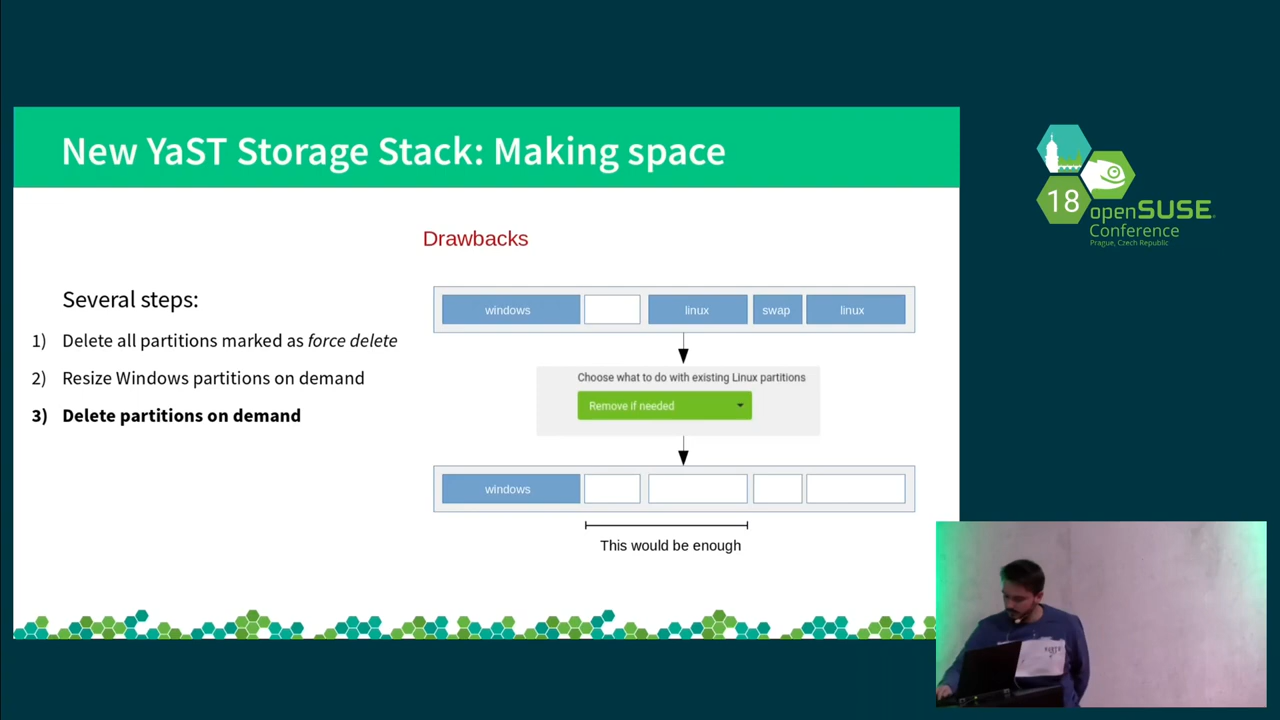 New YaST Storage Stack: Making space
Drawbacks
Several steps:
1) Delete all partitions marked as force delete
2) Resize Windows partitions on demand
3) Delete partitions on demand
windows
linux
swap
linux
Choose what to do with existing Linux partitions
Remove if needed
windows
This would be enough
18
openSUSE
Conference
Prague, Czech Republic